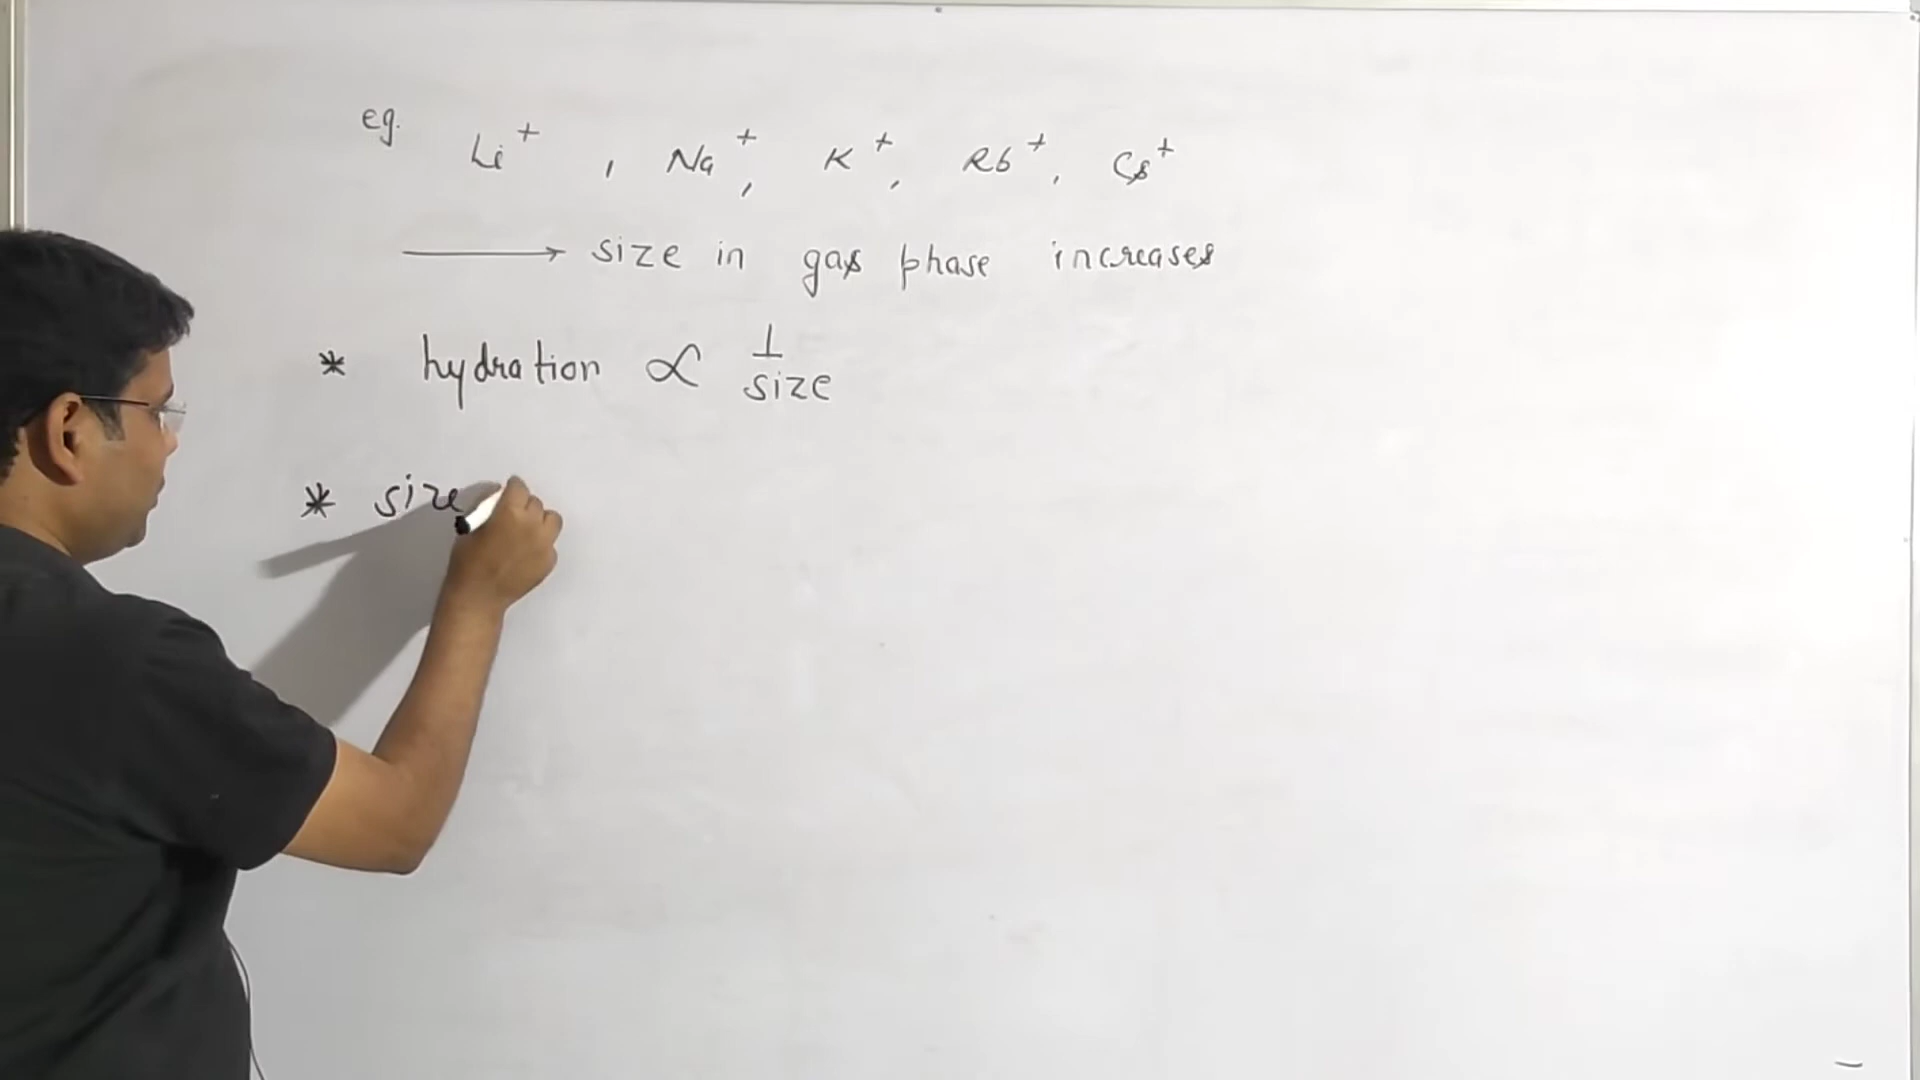 eg. Li⁺ , Na⁺, K⁺, Rb⁺, Cs⁺
⟶ size in gas phase increases
* hydration ∝ 1/size
* size